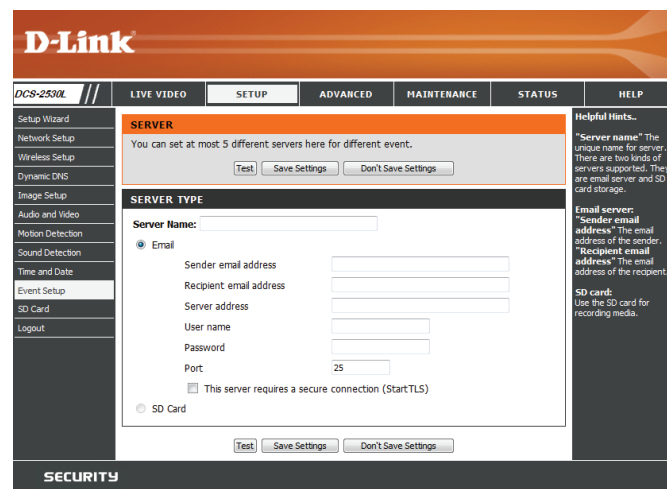 D-Link
DCS-2530L
LIVE VIDEO
SETUP
ADVANCED
MAINTENANCE
STATUS
HELP
Setup Wizard
Network Setup
Wireless Setup
Dynamic DNS
Image Setup
Audio and Video
Motion Detection
Sound Detection
Time and Date
Event Setup
SD Card
Logout
SERVER
You can set at most 5 different servers here for different event.
Test Save Settings Don't Save Settings
SERVER TYPE
Server Name:
Email
Sender email address
Recipient email address
Server address
User name
Password
Port 25
This server requires a secure connection (StartTLS)
SD Card
Test Save Settings Don't Save Settings
Helpful Hints..
"Server name" The
unique name for server.
There are two kinds of
servers supported. They
are email server and SD
card storage.
Email server:
"Sender email
address" The email
address of the sender.
"Recipient email
address" The email
address of the recipient.
SD card:
Use the SD card for
recording media.
SECURITY